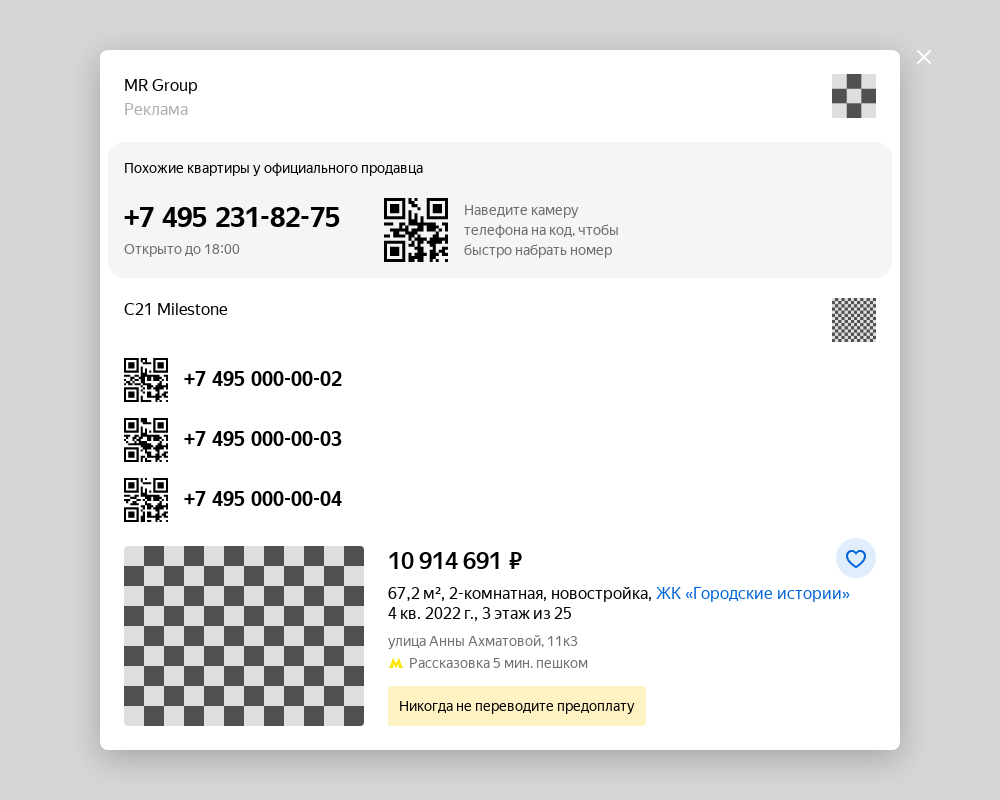 MR Group
Реклама
Похожие квартиры у официального продавца
+7 495 231-82-75
Открыто до 18:00
Наведите камеру
телефона на код, чтобы
быстро набрать номер
C21 Milestone
+7 495 000-00-02
+7 495 000-00-03
+7 495 000-00-04
10 914 691 ₽
67,2 м², 2-комнатная, новостройка, ЖК «Городские истории»
4 кв. 2022 г., 3 этаж из 25
улица Анны Ахматовой, 11к3
Рассказовка 5 мин. пешком
Никогда не переводите предоплату